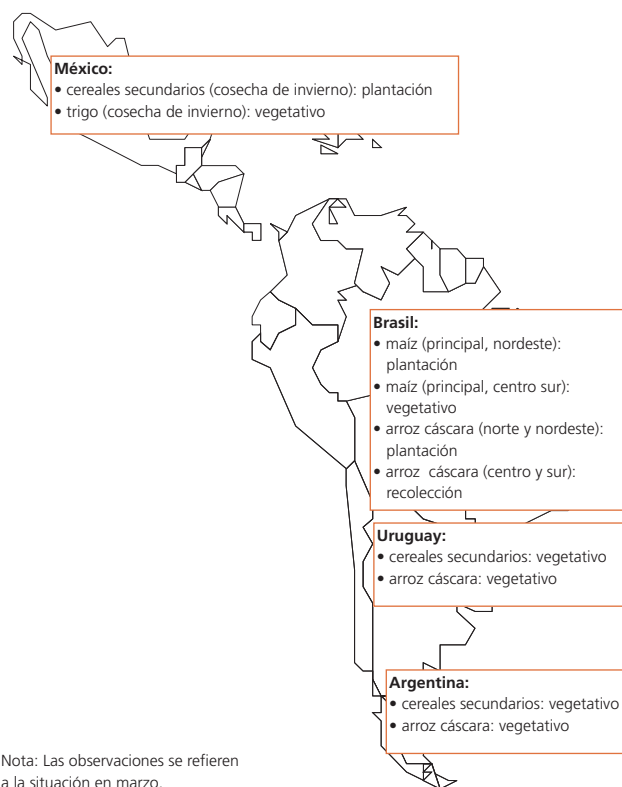 México:
• cereales secundarios (cosecha de invierno): plantación
• trigo (cosecha de invierno): vegetativo
Brasil:
• maíz (principal, nordeste):
plantación
• maíz (principal, centro sur):
vegetativo
• arroz cáscara (norte y nordeste):
plantación
• arroz cáscara (centro y sur):
recolección
Uruguay:
• cereales secundarios: vegetativo
• arroz cáscara: vegetativo
Argentina:
• cereales secundarios: vegetativo
• arroz cáscara: vegetativo
Nota: Las observaciones se refieren
a la situación en marzo.